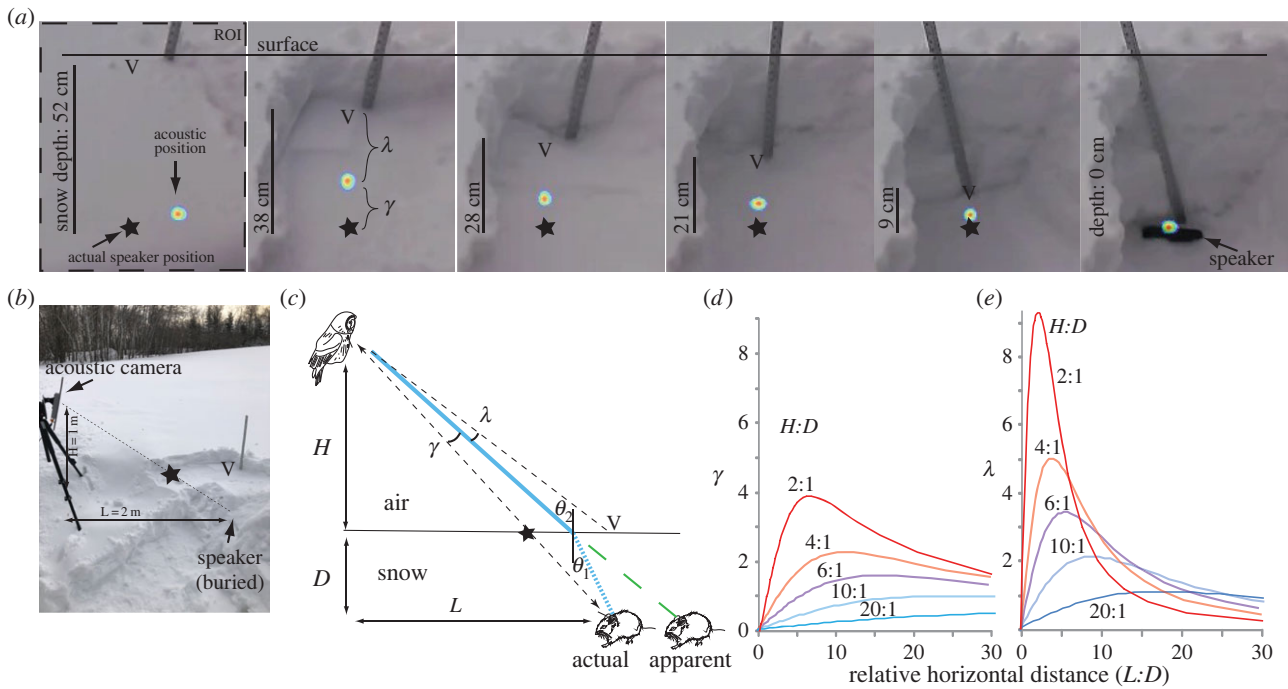 (a)
ROI
surface
V
snow depth: 52 cm
acoustic
position
actual speaker position
38 cm
V
λ
γ
28 cm
V
21 cm
V
9 cm
V
depth: 0 cm
speaker
(b)
acoustic camera
H = 1 m
V
L = 2 m
speaker
(buried)
(c)
λ
γ
H
air
θ2
V
D
snow
θ1
L
actual
apparent
(d)
8
6
γ
4
2
0
H:D
2:1
4:1
6:1
10:1
20:1
0
10
20
30
(e)
8
6
λ
4
2
0
H:D
2:1
4:1
6:1
10:1
20:1
0
10
20
30
relative horizontal distance (L:D)